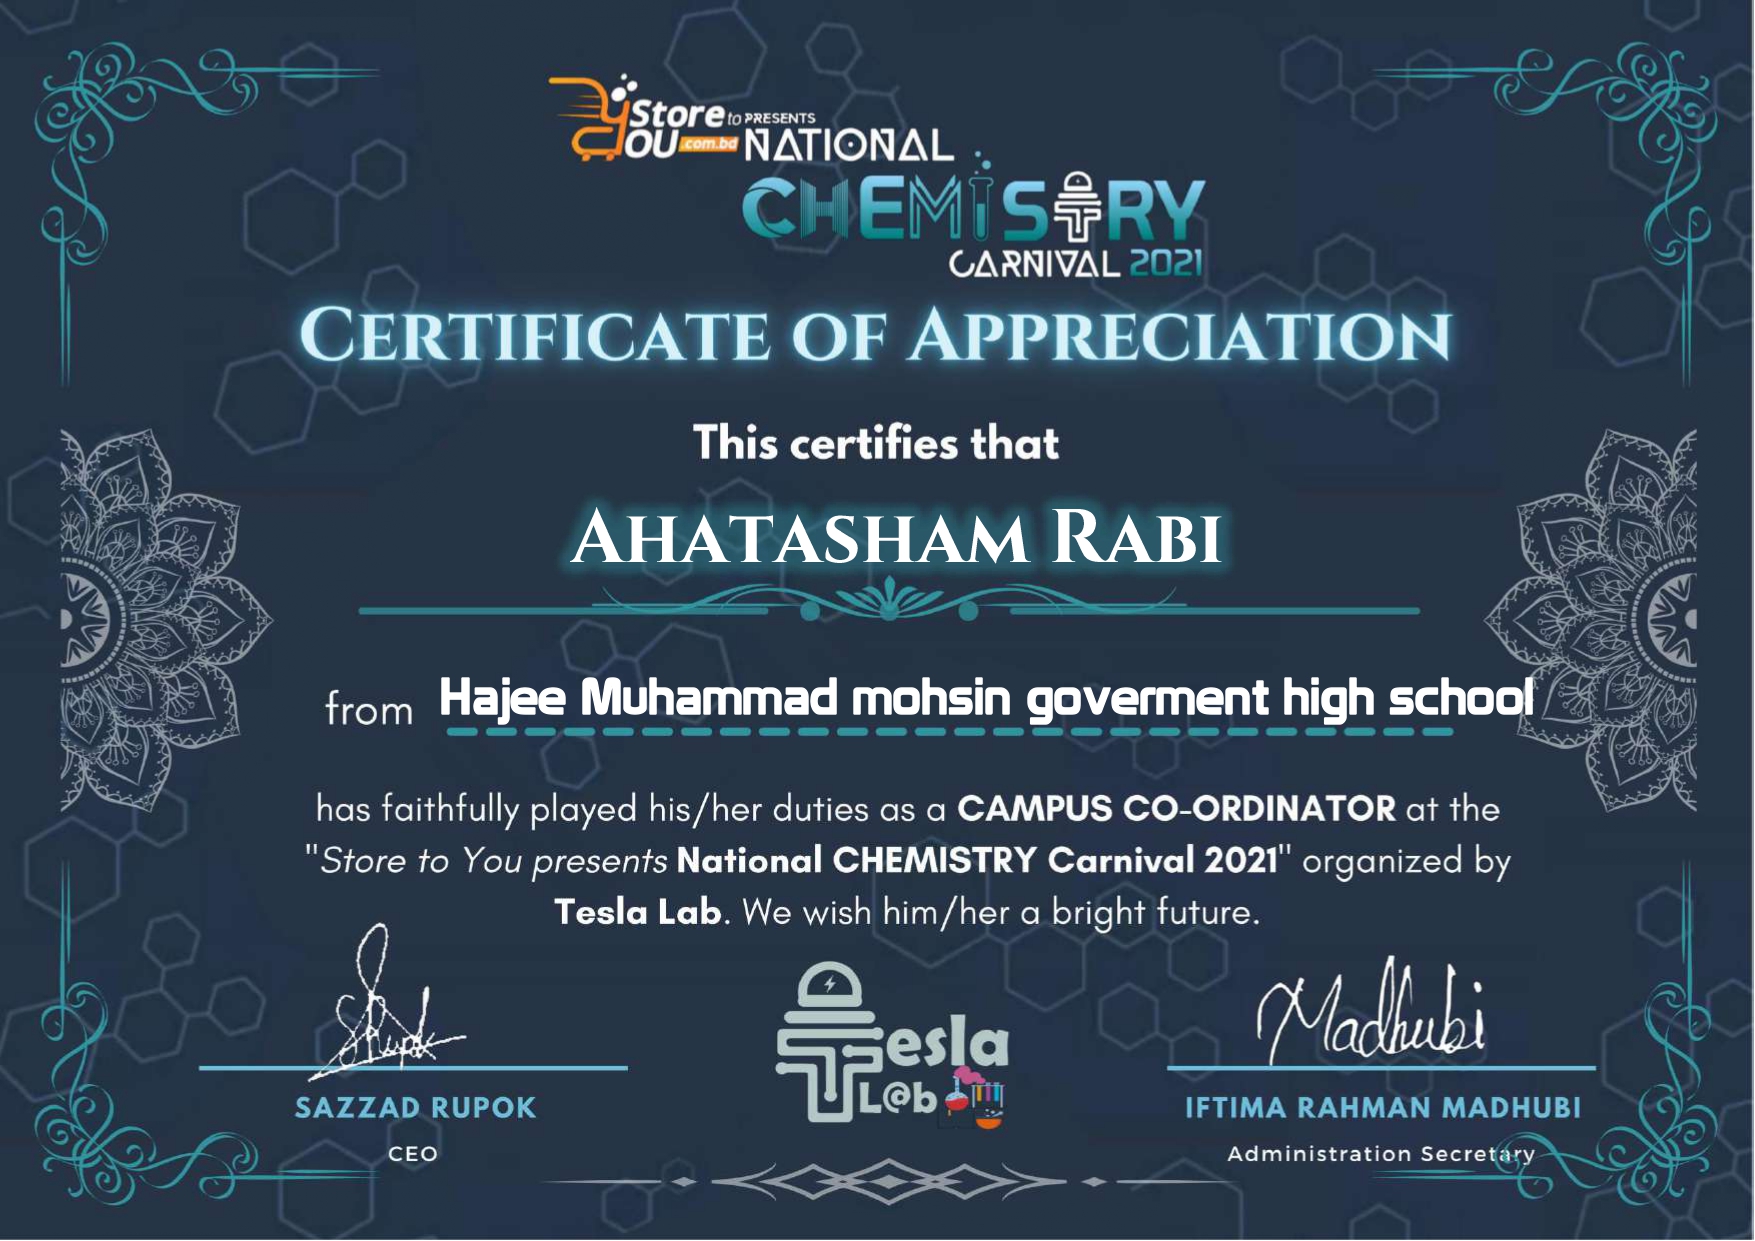 Store to PRESENTS
YOU .com.bd NATIONAL
CHEMISTRY
CARNIVAL 2021
CERTIFICATE OF APPRECIATION
This certifies that
AHATASHAM RABI
from Hajee Muhammad mohsin goverment high school
has faithfully played his/her duties as a CAMPUS CO-ORDINATOR at the
"Store to You presents National CHEMISTRY Carnival 2021" organized by
Tesla Lab. We wish him/her a bright future.
Rupok
Madhubi
Tesla
L@b
SAZZAD RUPOK
IFTIMA RAHMAN MADHUBI
CEO
Administration Secretary